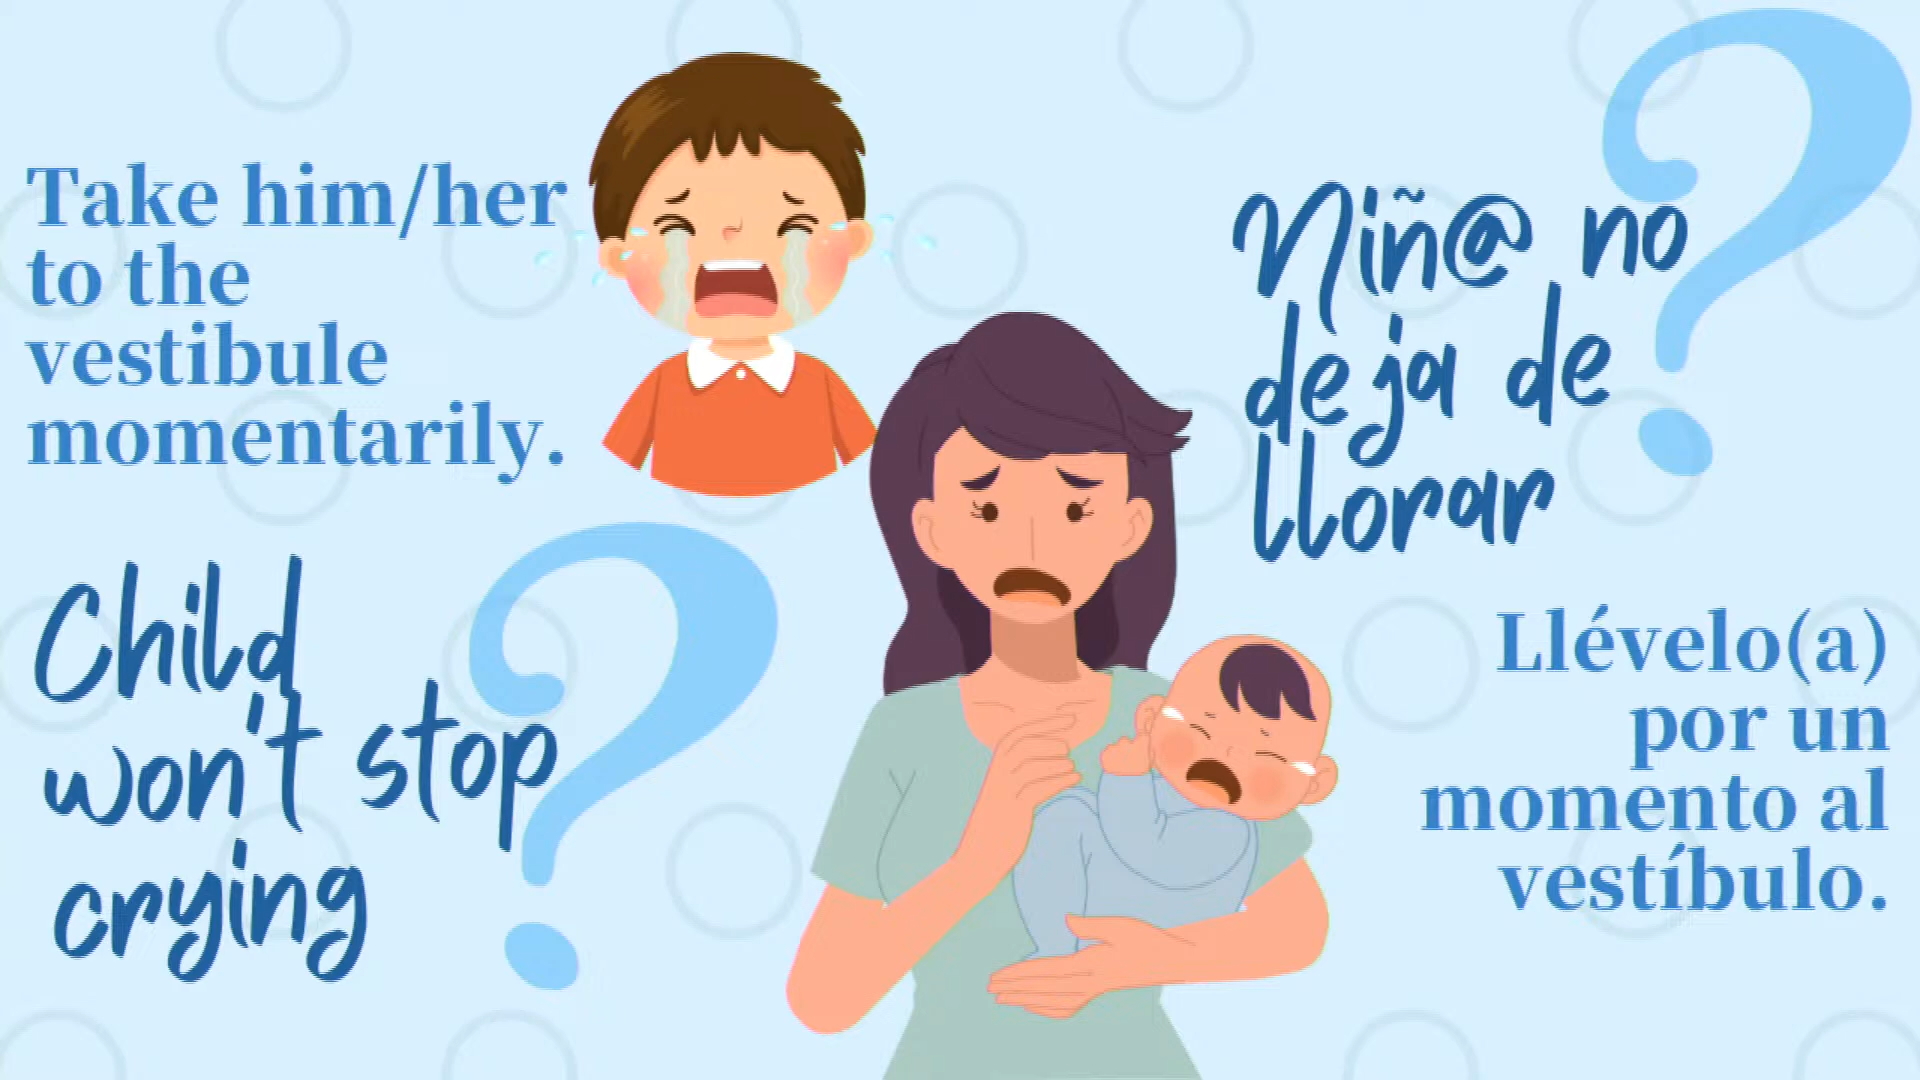 Take him/her
to the
vestibule
momentarily.
Child
won't stop
crying
?
Niñ@ no
deja de
llorar
?
Llévelo(a)
por un
momento al
vestíbulo.